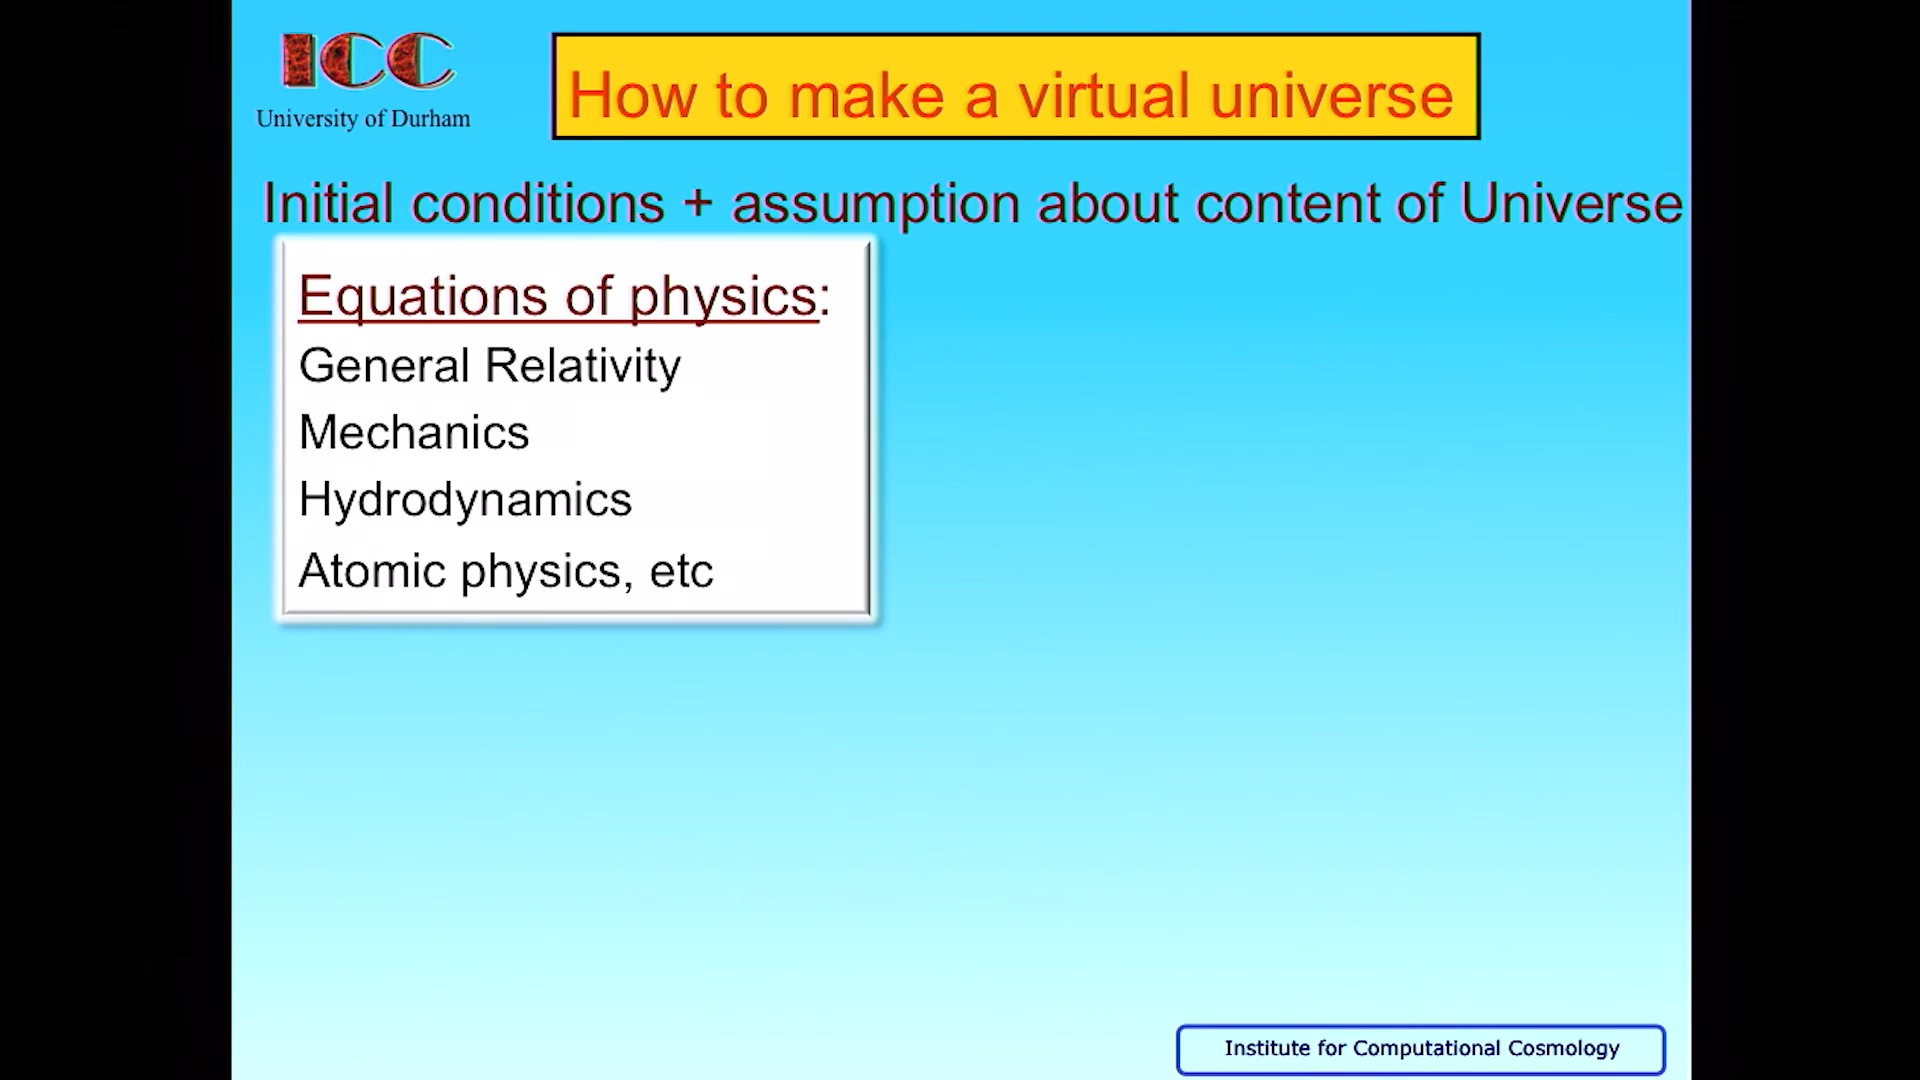 ICC
University of Durham
How to make a virtual universe
Initial conditions + assumption about content of Universe
Equations of physics:
General Relativity
Mechanics
Hydrodynamics
Atomic physics, etc
Institute for Computational Cosmology